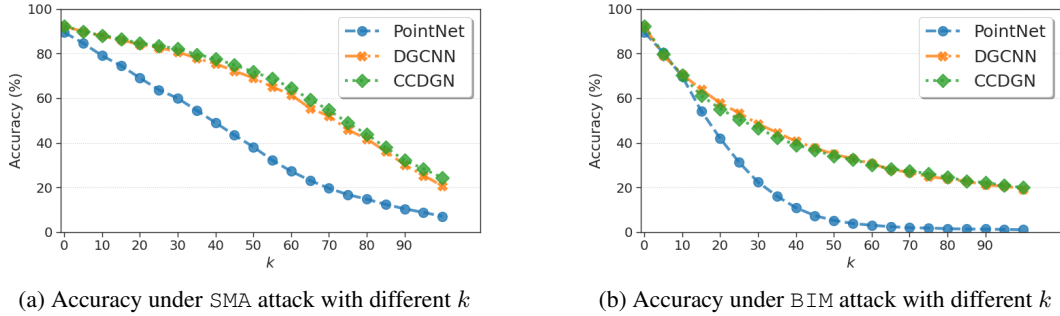 100
80
60
40
20
0
Accuracy (%)
PointNet
DGCNN
CCDGN
0 10 20 30 40 50 60 70 80 90
k
(a) Accuracy under SMA attack with different k
100
80
60
40
20
0
Accuracy (%)
PointNet
DGCNN
CCDGN
0 10 20 30 40 50 60 70 80 90
k
(b) Accuracy under BIM attack with different k